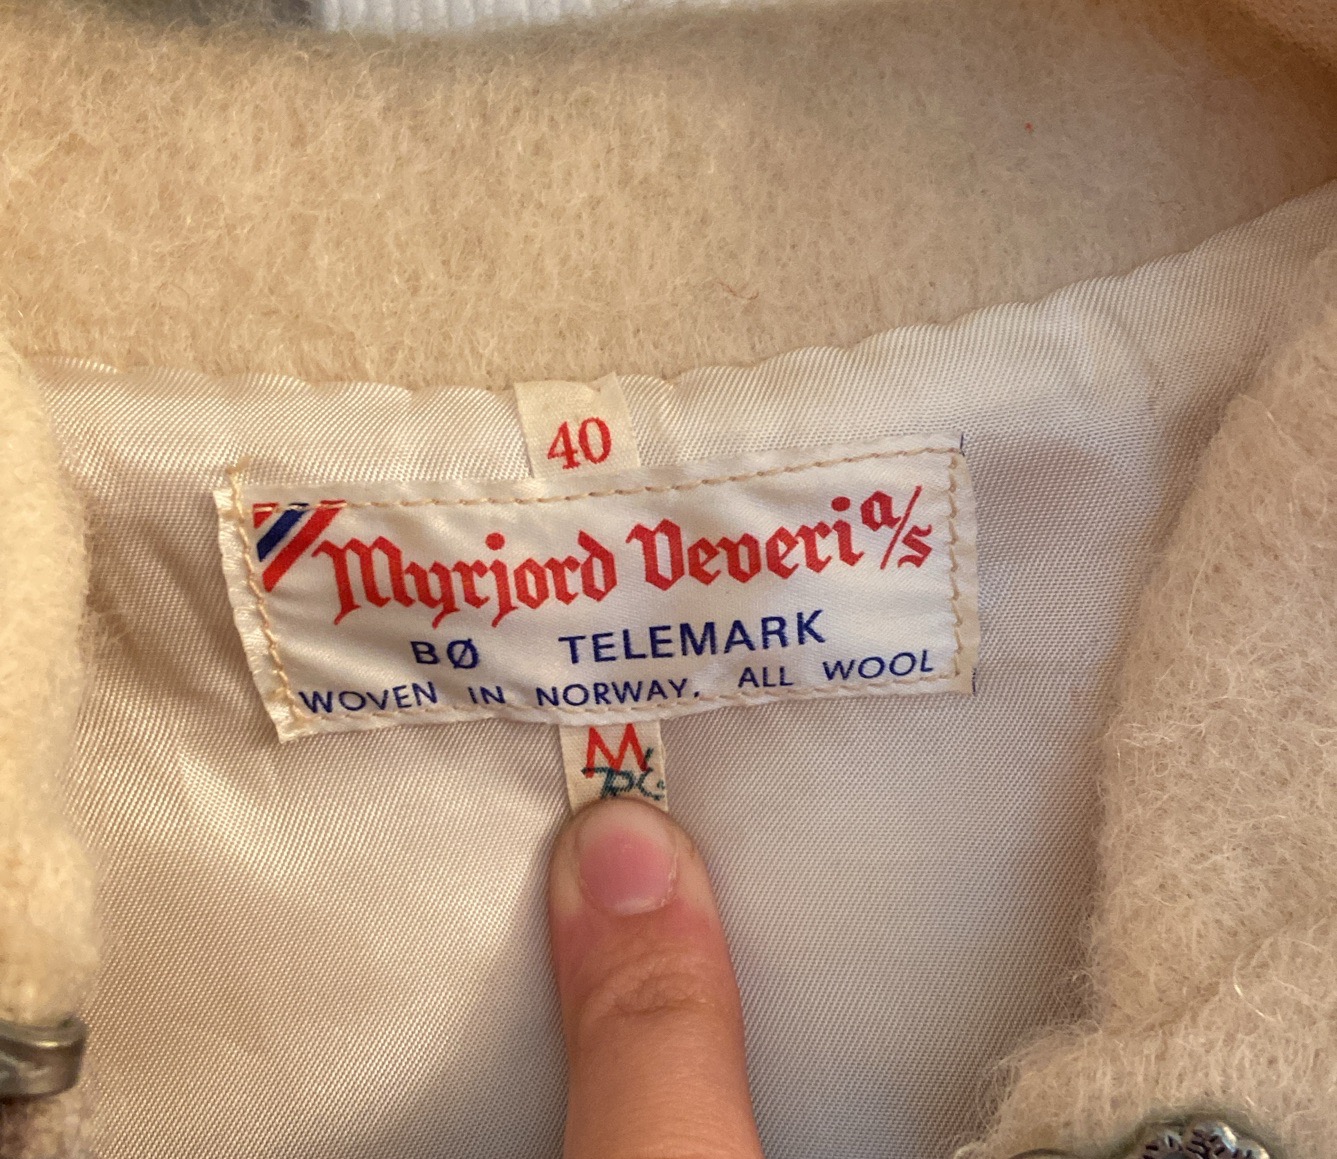 40
Myrjord Veveri a/s
BØ TELEMARK
WOVEN IN NORWAY. ALL WOOL
M